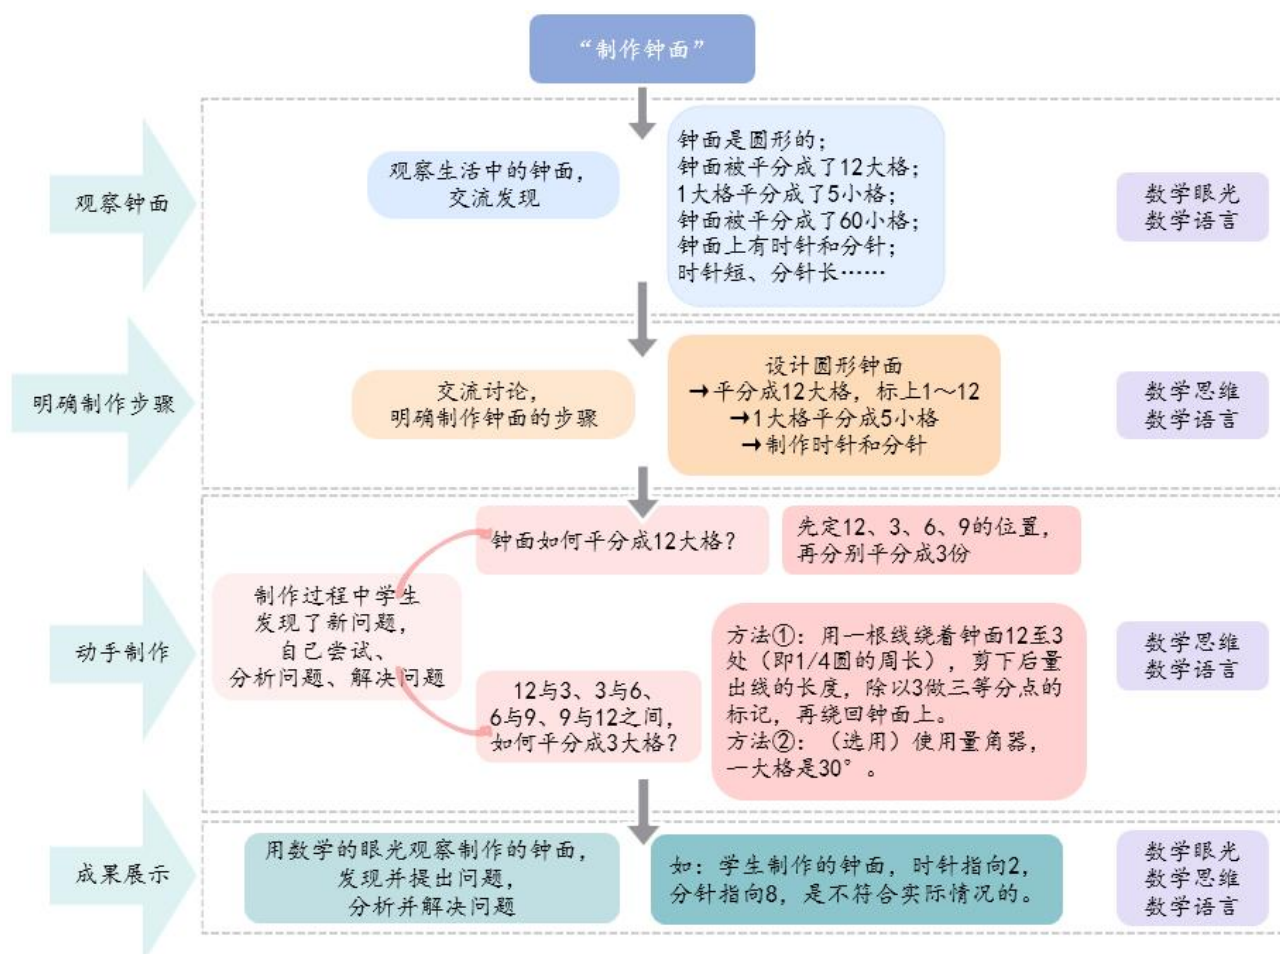 “制作钟面”
观察钟面
观察生活中的钟面，
交流发现
钟面是圆形的；
钟面被平分成了12大格；
1大格平分成了5小格；
钟面被平分成了60小格；
钟面上有时针和分针；
时针短、分针长……
数学眼光
数学语言
明确制作步骤
交流讨论，
明确制作钟面的步骤
设计圆形钟面
→平分成12大格，标上1～12
→1大格平分成5小格
→制作时针和分针
数学思维
数学语言
动手制作
制作过程中学生
发现了新问题，
自己尝试、
分析问题、解决问题
钟面如何平分成12大格？
先定12、3、6、9的位置，
再分别平分成3份
12与3、3与6、
6与9、9与12之间，
如何平分成3大格？
方法①：用一根线绕着钟面12至3
处（即1/4圆的周长），剪下后量
出线的长度，除以3做三等分点的
标记，再绕回钟面上。
方法②：（选用）使用量角器，
一大格是30°。
数学思维
数学语言
成果展示
用数学的眼光观察制作的钟面，
发现并提出问题，
分析并解决问题
如：学生制作的钟面，时针指向2，
分针指向8，是不符合实际情况的。
数学眼光
数学思维
数学语言